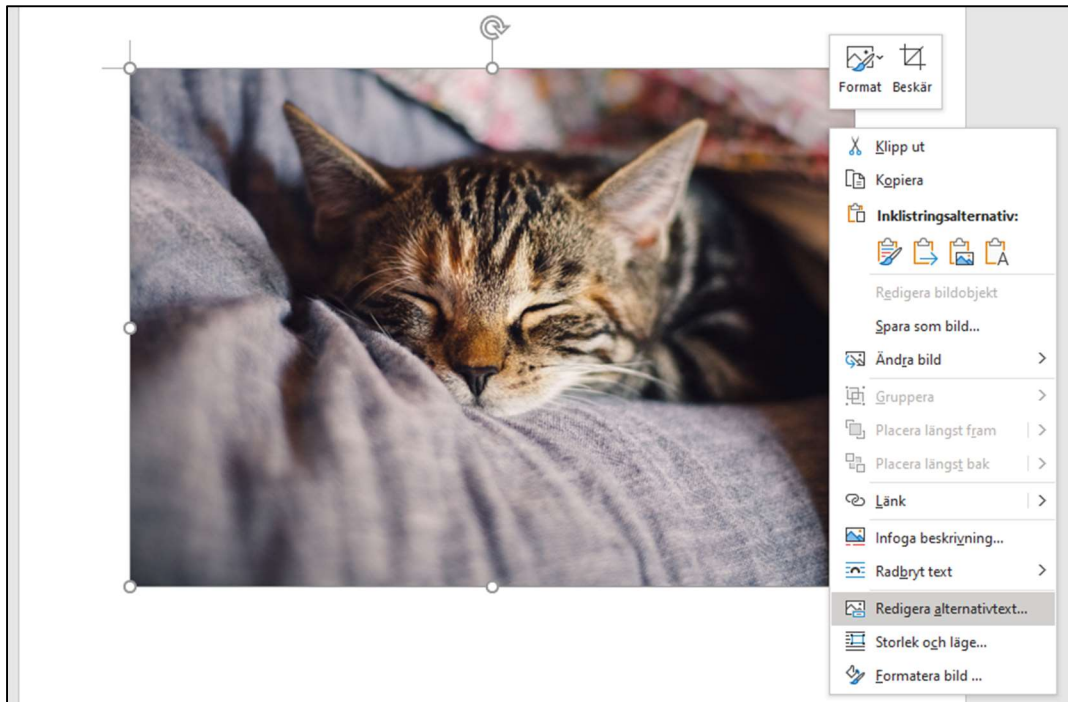 Format Beskär
Klipp ut
Kopiera
Inklistringsalternativ:
A
Redigera bildobjekt
Spara som bild...
Ändra bild
Gruppera
Placera längst fram
Placera längst bak
Länk
Infoga beskrivning...
Radbryt text
Redigera alternativtext...
Storlek och läge...
Formatera bild ...